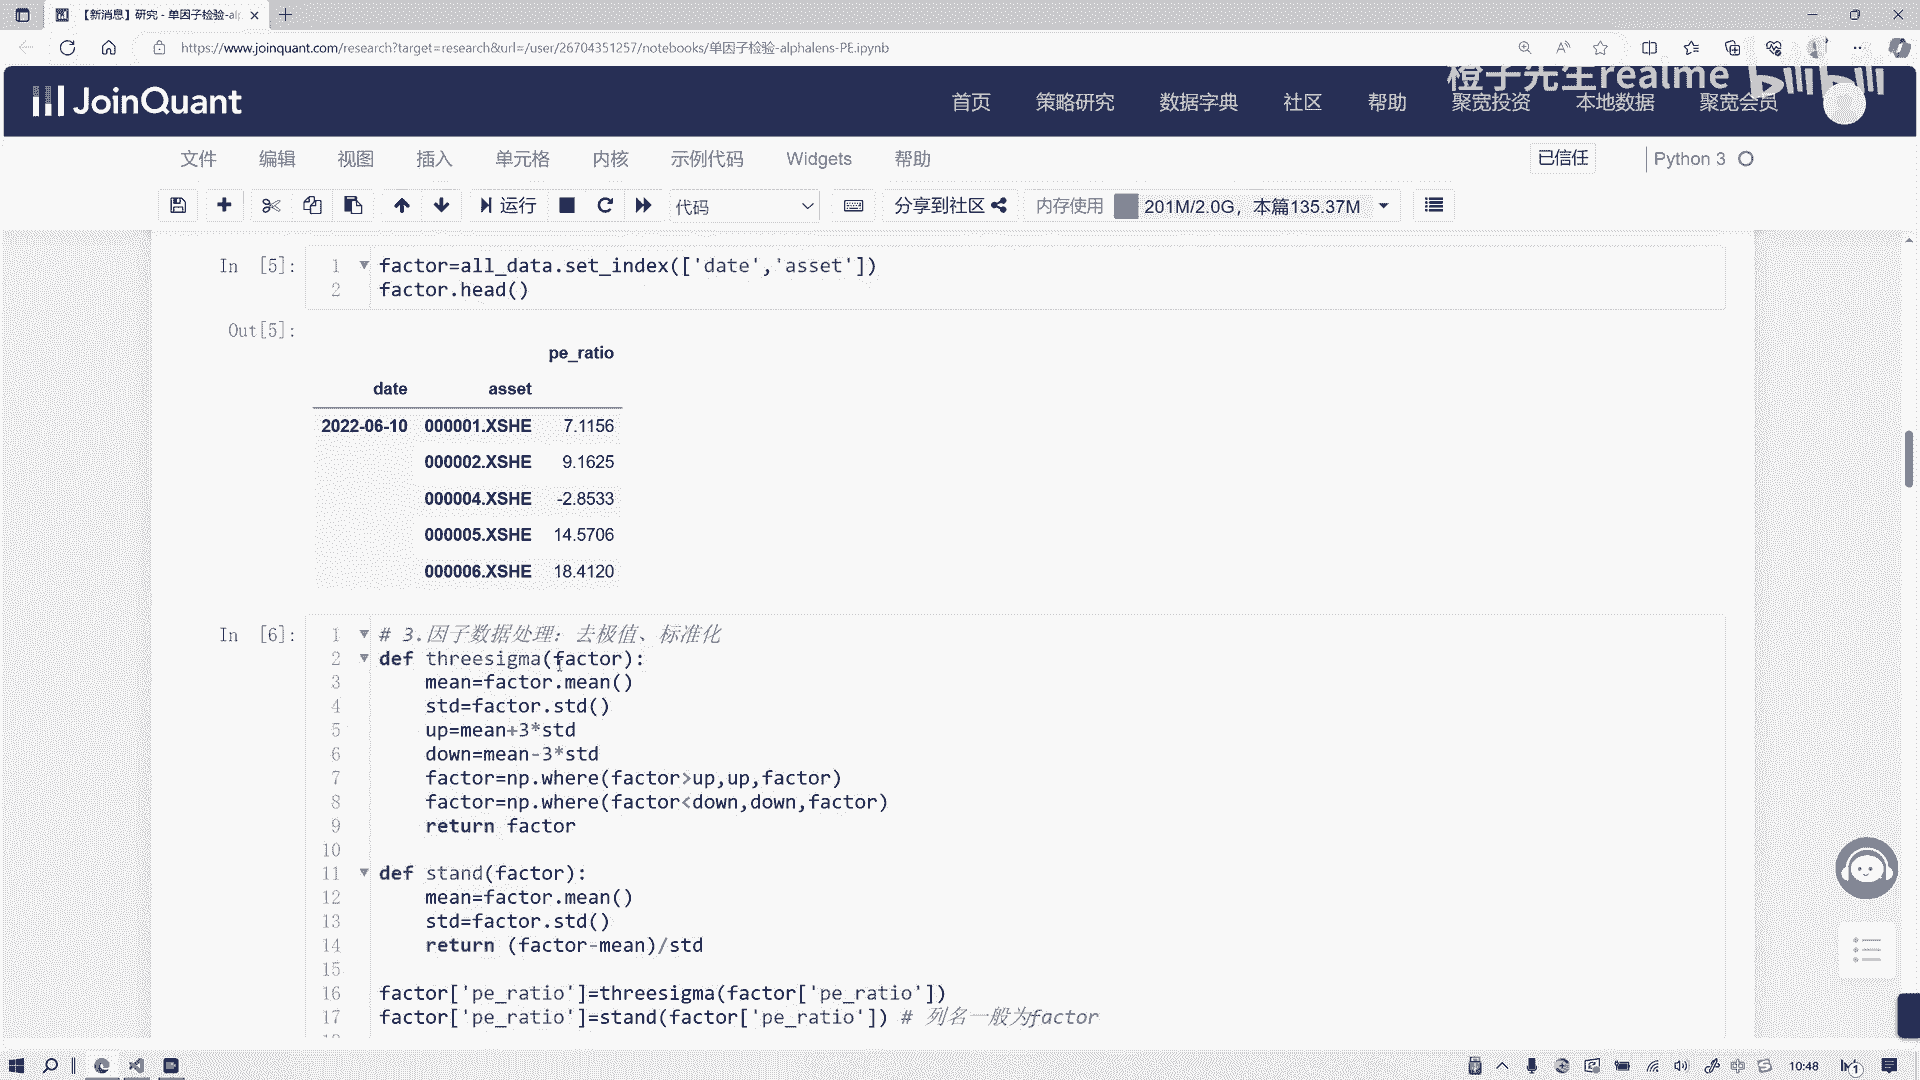 【新消息】研究 - 单因子检验-al
https://www.joinquant.com/research?target=research&url=/user/26704351257/notebooks/单因子检验-alphalens-PE.ipynb
橙子先生realme bilibili
JoinQuant 首页 策略研究 数据字典 社区 帮助 聚宽投资 本地数据 聚宽会员
文件 编辑 视图 插入 单元格 内核 示例代码 Widgets 帮助 已信任 Python 3
运行 代码 分享到社区 内存使用 201M/2.0G，本篇135.37M
In [5]:
1 factor=all_data.set_index(['date','asset'])
2 factor.head()
Out[5]:
pe_ratio
date asset
2022-06-10 000001.XSHE 7.1156
000002.XSHE 9.1625
000004.XSHE -2.8533
000005.XSHE 14.5706
000006.XSHE 18.4120
In [6]:
1 # 3.因子数据处理：去极值、标准化
2 def threesigma(factor):
3 mean=factor.mean()
4 std=factor.std()
5 up=mean+3*std
6 down=mean-3*std
7 factor=np.where(factor>up,up,factor)
8 factor=np.where(factor<down,down,factor)
9 return factor
10
11 def stand(factor):
12 mean=factor.mean()
13 std=factor.std()
14 return (factor-mean)/std
15
16 factor['pe_ratio']=threesigma(factor['pe_ratio'])
17 factor['pe_ratio']=stand(factor['pe_ratio']) # 列名一般为factor
10:48